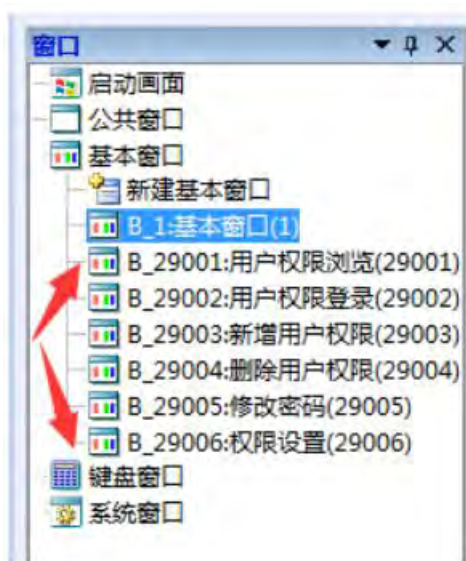 窗口
启动画面
公共窗口
基本窗口
新建基本窗口
B_1:基本窗口(1)
B_29001:用户权限浏览(29001)
B_29002:用户权限登录(29002)
B_29003:新增用户权限(29003)
B_29004:删除用户权限(29004)
B_29005:修改密码(29005)
B_29006:权限设置(29006)
键盘窗口
系统窗口